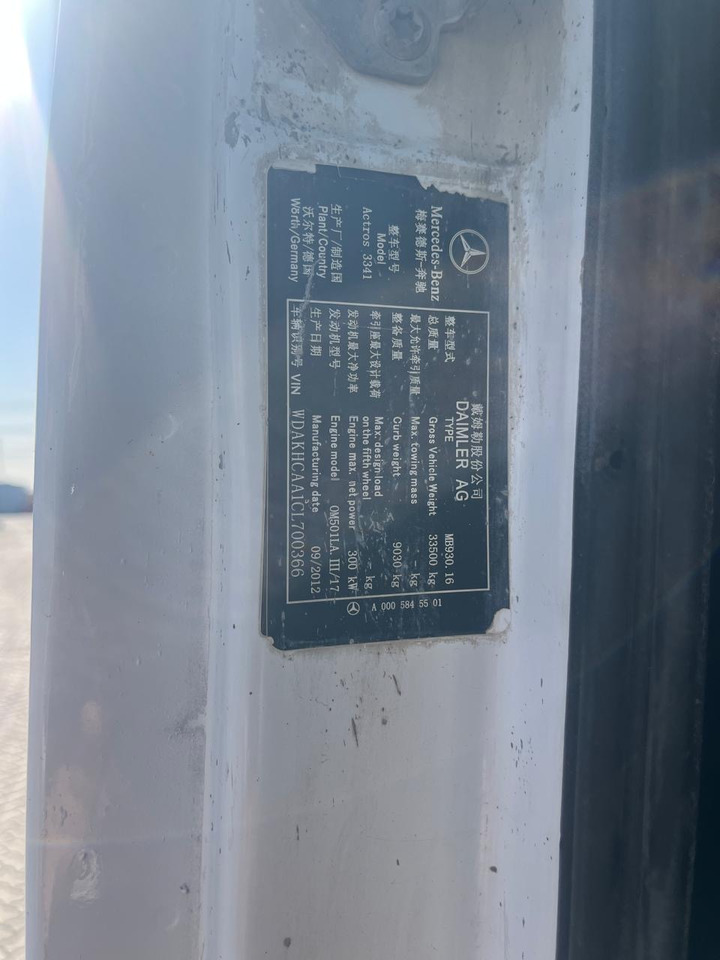 Mercedes-Benz
梅赛德斯-奔驰
整车型号
Model
Actros 3341
生产厂/制造国
Plant/Country
沃尔特/德国
Wörth/Germany
戴姆勒股份公司
DAIMLER AG
整车型式 TYPE MB930.16
总质量 Gross Vehicle Weight 33500 kg
最大允许牵引质量 Max. towing mass - kg
整备质量 Curb weight 9030 kg
牵引座最大设计载荷 Max. designload on the fifth wheel - kg
发动机最大净功率 Engine max. net power 300 kW
发动机型号 Engine model OM501LA.III/17
生产日期 Manufacturing date 09/2012
车辆识别号 VIN WDAKHCAA1CL700366
A 000 584 55 01